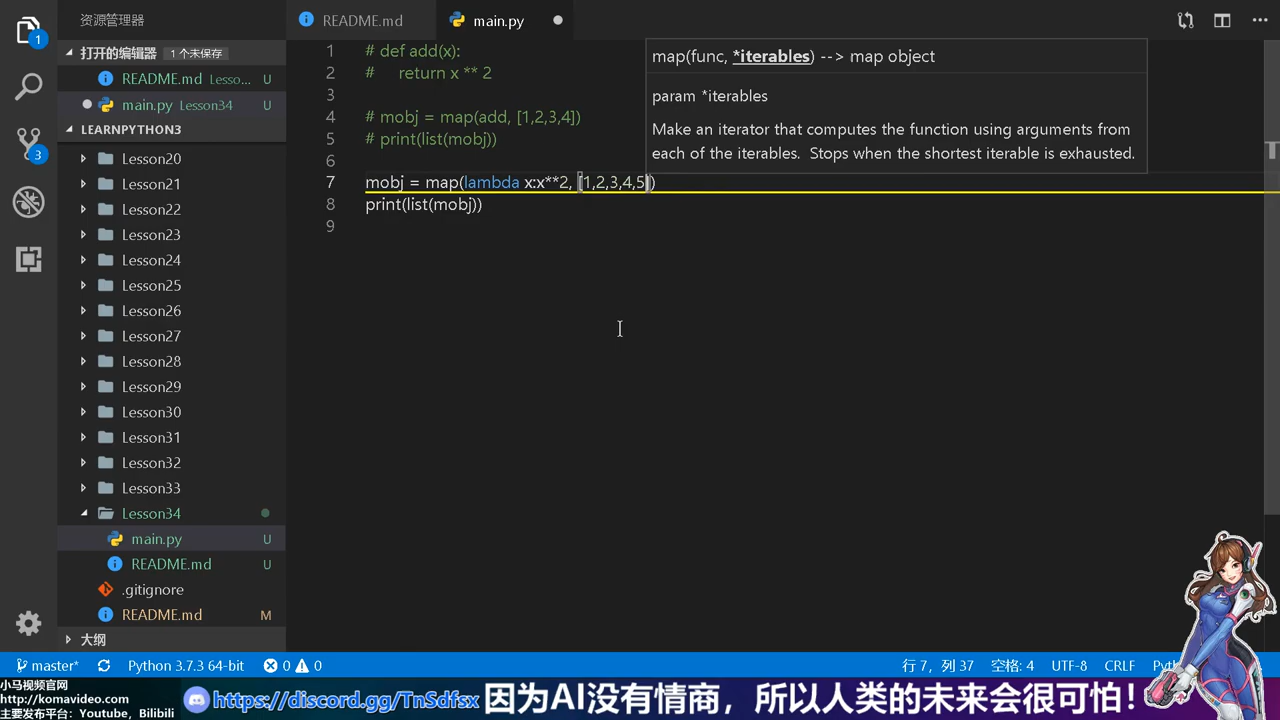 资源管理器
README.md
main.py
打开的编辑器 1 个未保存
README.md Lesso... U
main.py Lesson34 U
LEARNPYTHON3
Lesson20
Lesson21
Lesson22
Lesson23
Lesson24
Lesson25
Lesson26
Lesson27
Lesson28
Lesson29
Lesson30
Lesson31
Lesson32
Lesson33
Lesson34
main.py U
README.md U
.gitignore
README.md M
大纲
1
3
1 # def add(x):
2 #     return x ** 2
3
4 # mobj = map(add, [1,2,3,4])
5 # print(list(mobj))
6
7 mobj = map(lambda x:x**2, [1,2,3,4,5])
8 print(list(mobj))
9
map(func, *iterables) --> map object
param *iterables
Make an iterator that computes the function using arguments from
each of the iterables.  Stops when the shortest iterable is exhausted.
master* Python 3.7.3 64-bit 0 0 行 7，列 37 空格: 4 UTF-8 CRLF
小马视频官网
http://komavideo.com
主要发布平台: Youtube, Bilibili
https://discord.gg/TnSdfsx 因为AI没有情商，所以人类的未来会很可怕！